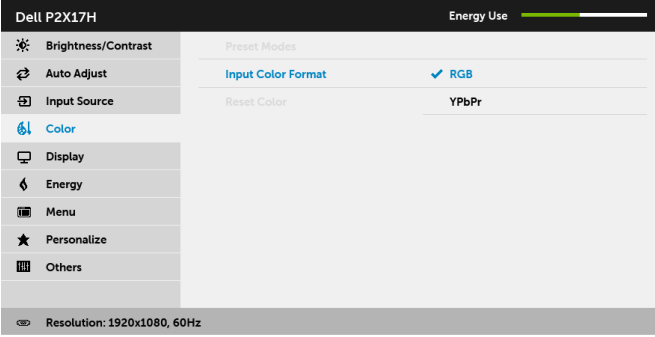 Dell P2X17H Energy Use
Brightness/Contrast Preset Modes
Auto Adjust Input Color Format RGB
Input Source Reset Color YPbPr
Color
Display
Energy
Menu
Personalize
Others
Resolution: 1920x1080, 60Hz